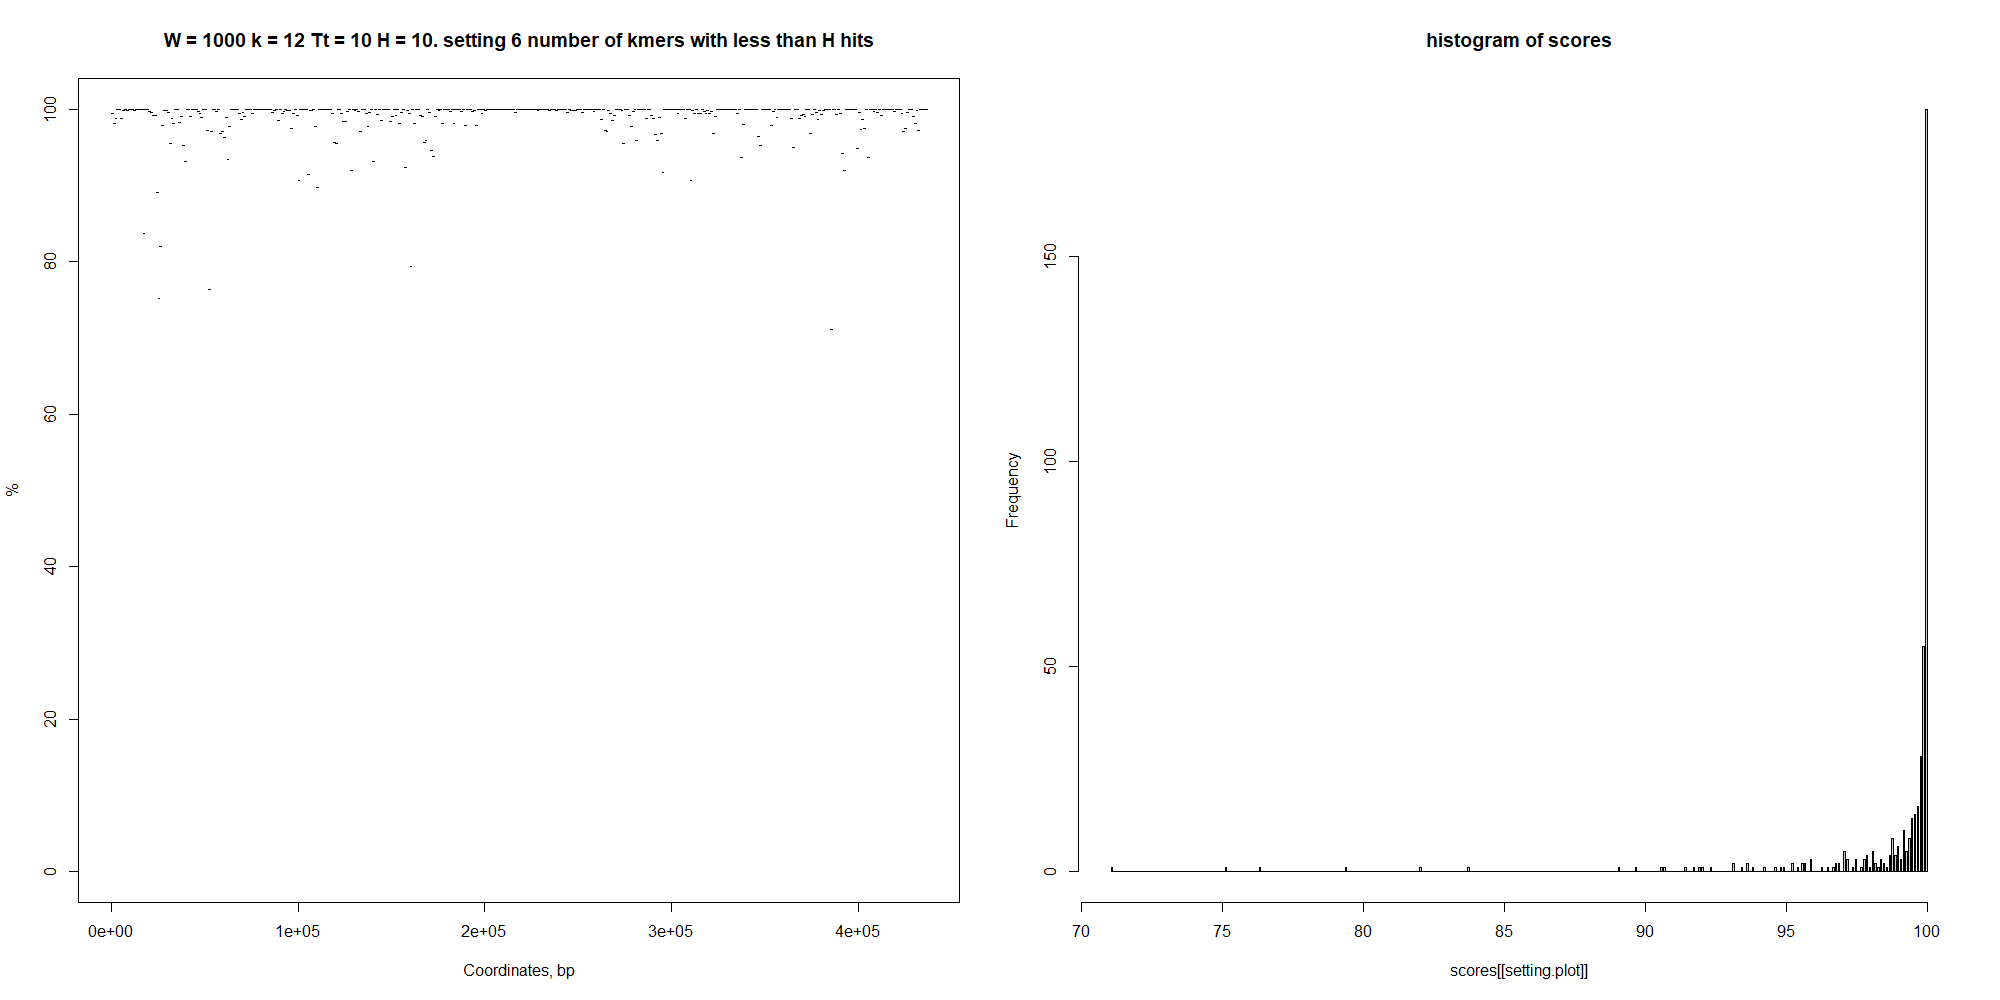 W = 1000 k = 12 Tt = 10 H = 10. setting 6 number of kmers with less than H hits
100
80
60
40
20
0
%
0e+00 1e+05 2e+05 3e+05 4e+05
Coordinates, bp
histogram of scores
150
100
50
0
Frequency
70 75 80 85 90 95 100
scores[[setting.plot]]